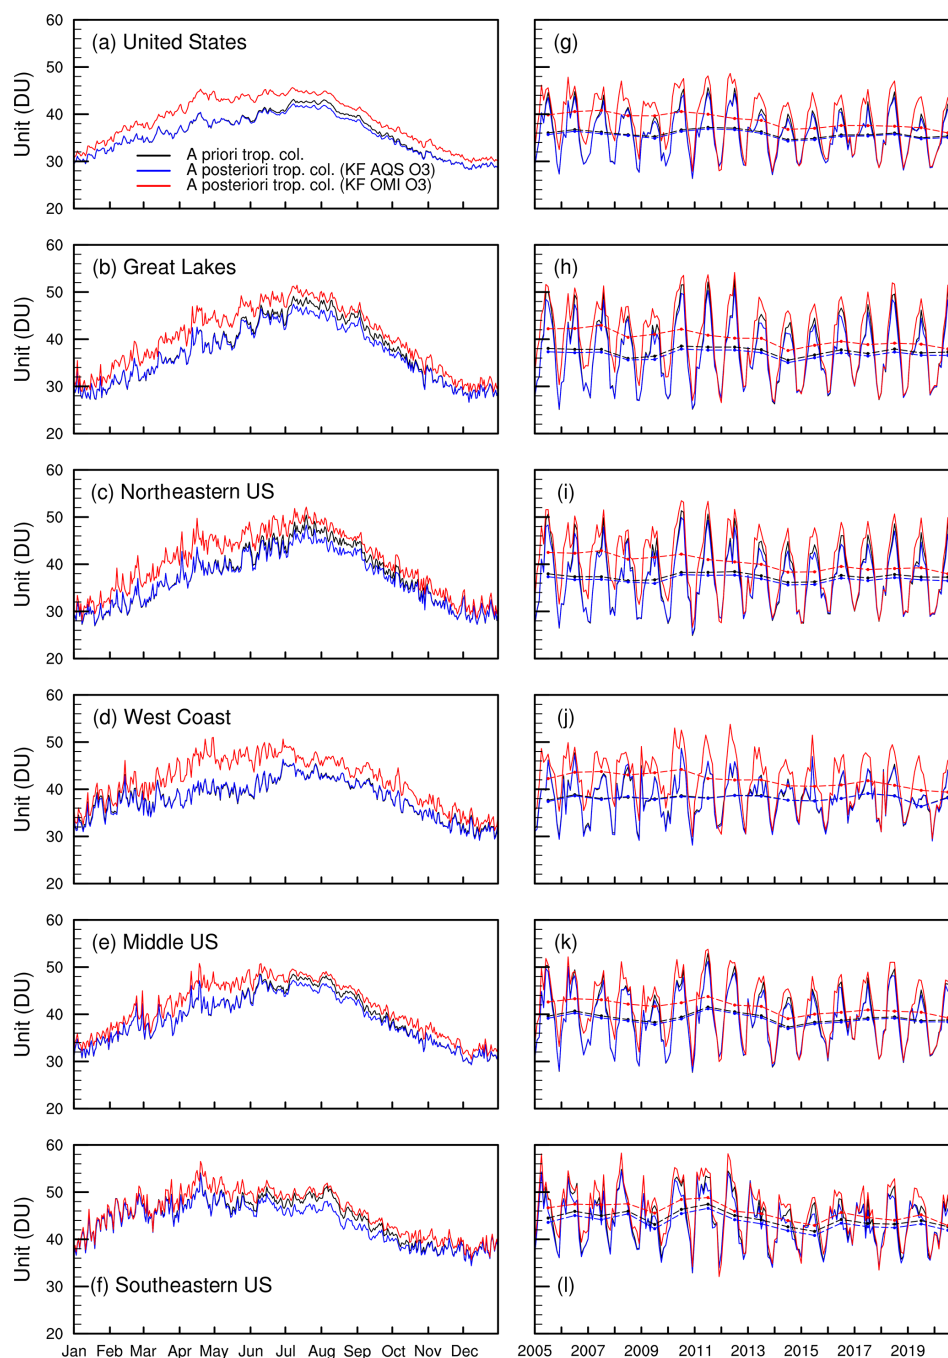 60
50
40
30
20
Unit (DU)
(a) United States
A priori trop. col.
A posteriori trop. col. (KF AQS O3)
A posteriori trop. col. (KF OMI O3)
(g)
60
50
40
30
20
Unit (DU)
(b) Great Lakes
(h)
60
50
40
30
20
Unit (DU)
(c) Northeastern US
(i)
60
50
40
30
20
Unit (DU)
(d) West Coast
(j)
60
50
40
30
20
Unit (DU)
(e) Middle US
(k)
60
50
40
30
20
Unit (DU)
(f) Southeastern US
(l)
Jan Feb Mar Apr May Jun Jul Aug Sep Oct Nov Dec
2005 2007 2009 2011 2013 2015 2017 2019